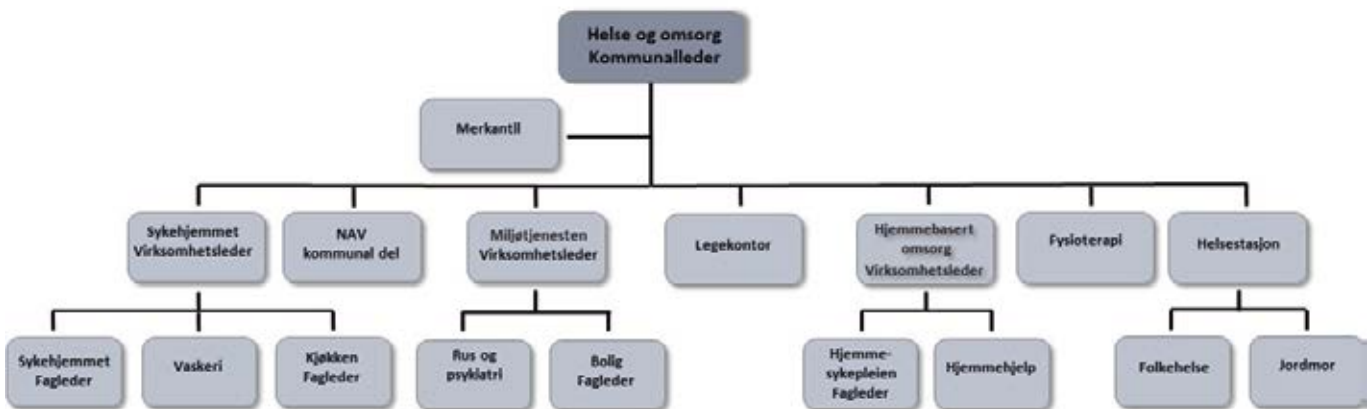 Helse og omsorg
Kommunalleder
Merkantil
Sykehjemmet
Virksomhetsleder
NAV
kommunal del
Miljøtjenesten
Virksomhetsleder
Legekontor
Hjemmebasert
omsorg
Virksomhetsleder
Fysioterapi
Helsestasjon
Sykehjemmet
Fagleder
Vaskeri
Kjøkken
Fagleder
Rus og
psykiatri
Bolig
Fagleder
Hjemme-
sykepleien
Fagleder
Hjemmehjelp
Folkehelse
Jordmor